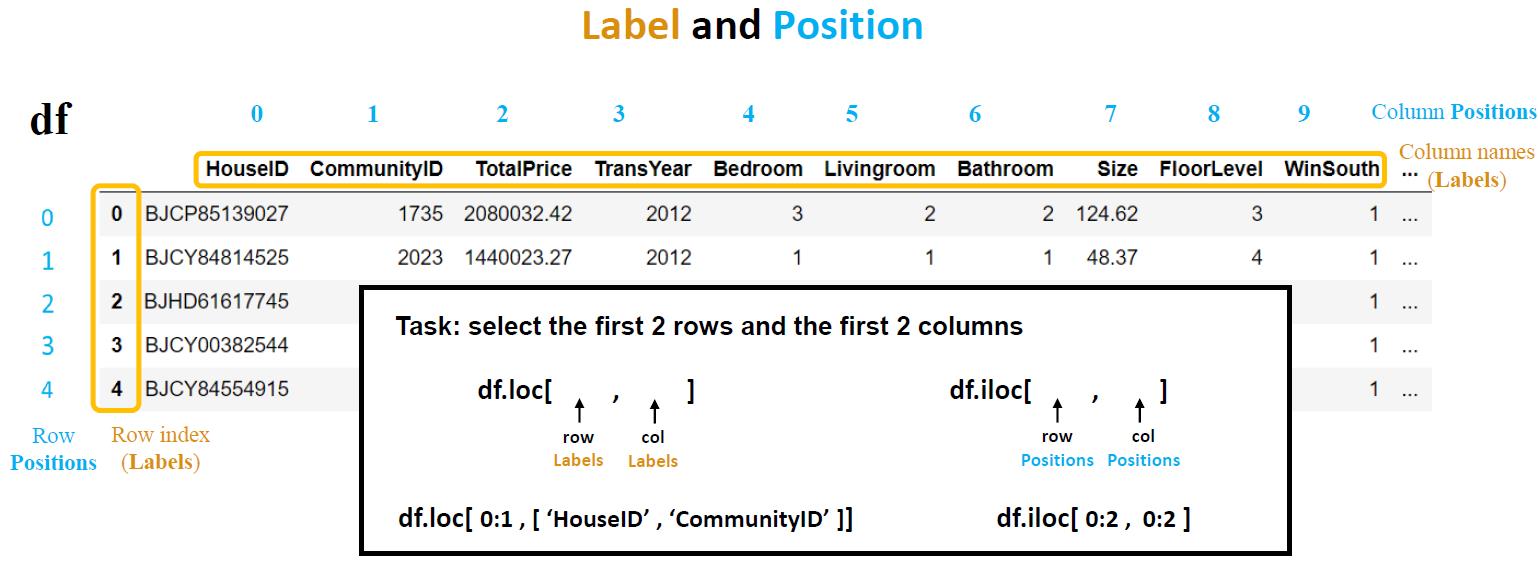 Label and Position
df
0 1 2 3 4 5 6 7 8 9 Column Positions
HouseID CommunityID TotalPrice TransYear Bedroom Livingroom Bathroom Size FloorLevel WinSouth ...
Column names
(Labels)
0 0 BJCP85139027 1735 2080032.42 2012 3 2 2 124.62 3 1 ...
1 1 BJCY84814525 2023 1440023.27 2012 1 1 1 48.37 4 1 ...
2 2 BJHD61617745 1 ...
3 3 BJCY00382544 1 ...
4 4 BJCY84554915 1 ...
Row
Positions
Row index
(Labels)
Task: select the first 2 rows and the first 2 columns
df.loc[ , ]
row col
Labels Labels
df.loc[ 0:1 , [ ‘HouseID’ , ‘CommunityID’ ]]
df.iloc[ , ]
row col
Positions Positions
df.iloc[ 0:2 , 0:2 ]